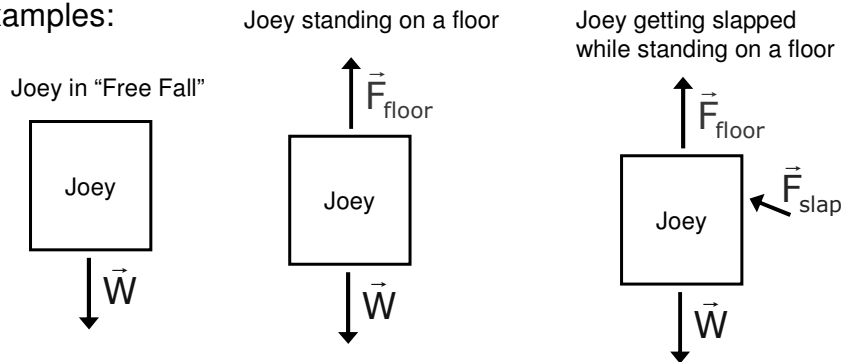 xamples:
Joey in “Free Fall”
Joey
W
Joey standing on a floor
F floor
Joey
W
Joey getting slapped
while standing on a floor
F floor
F slap
Joey
W